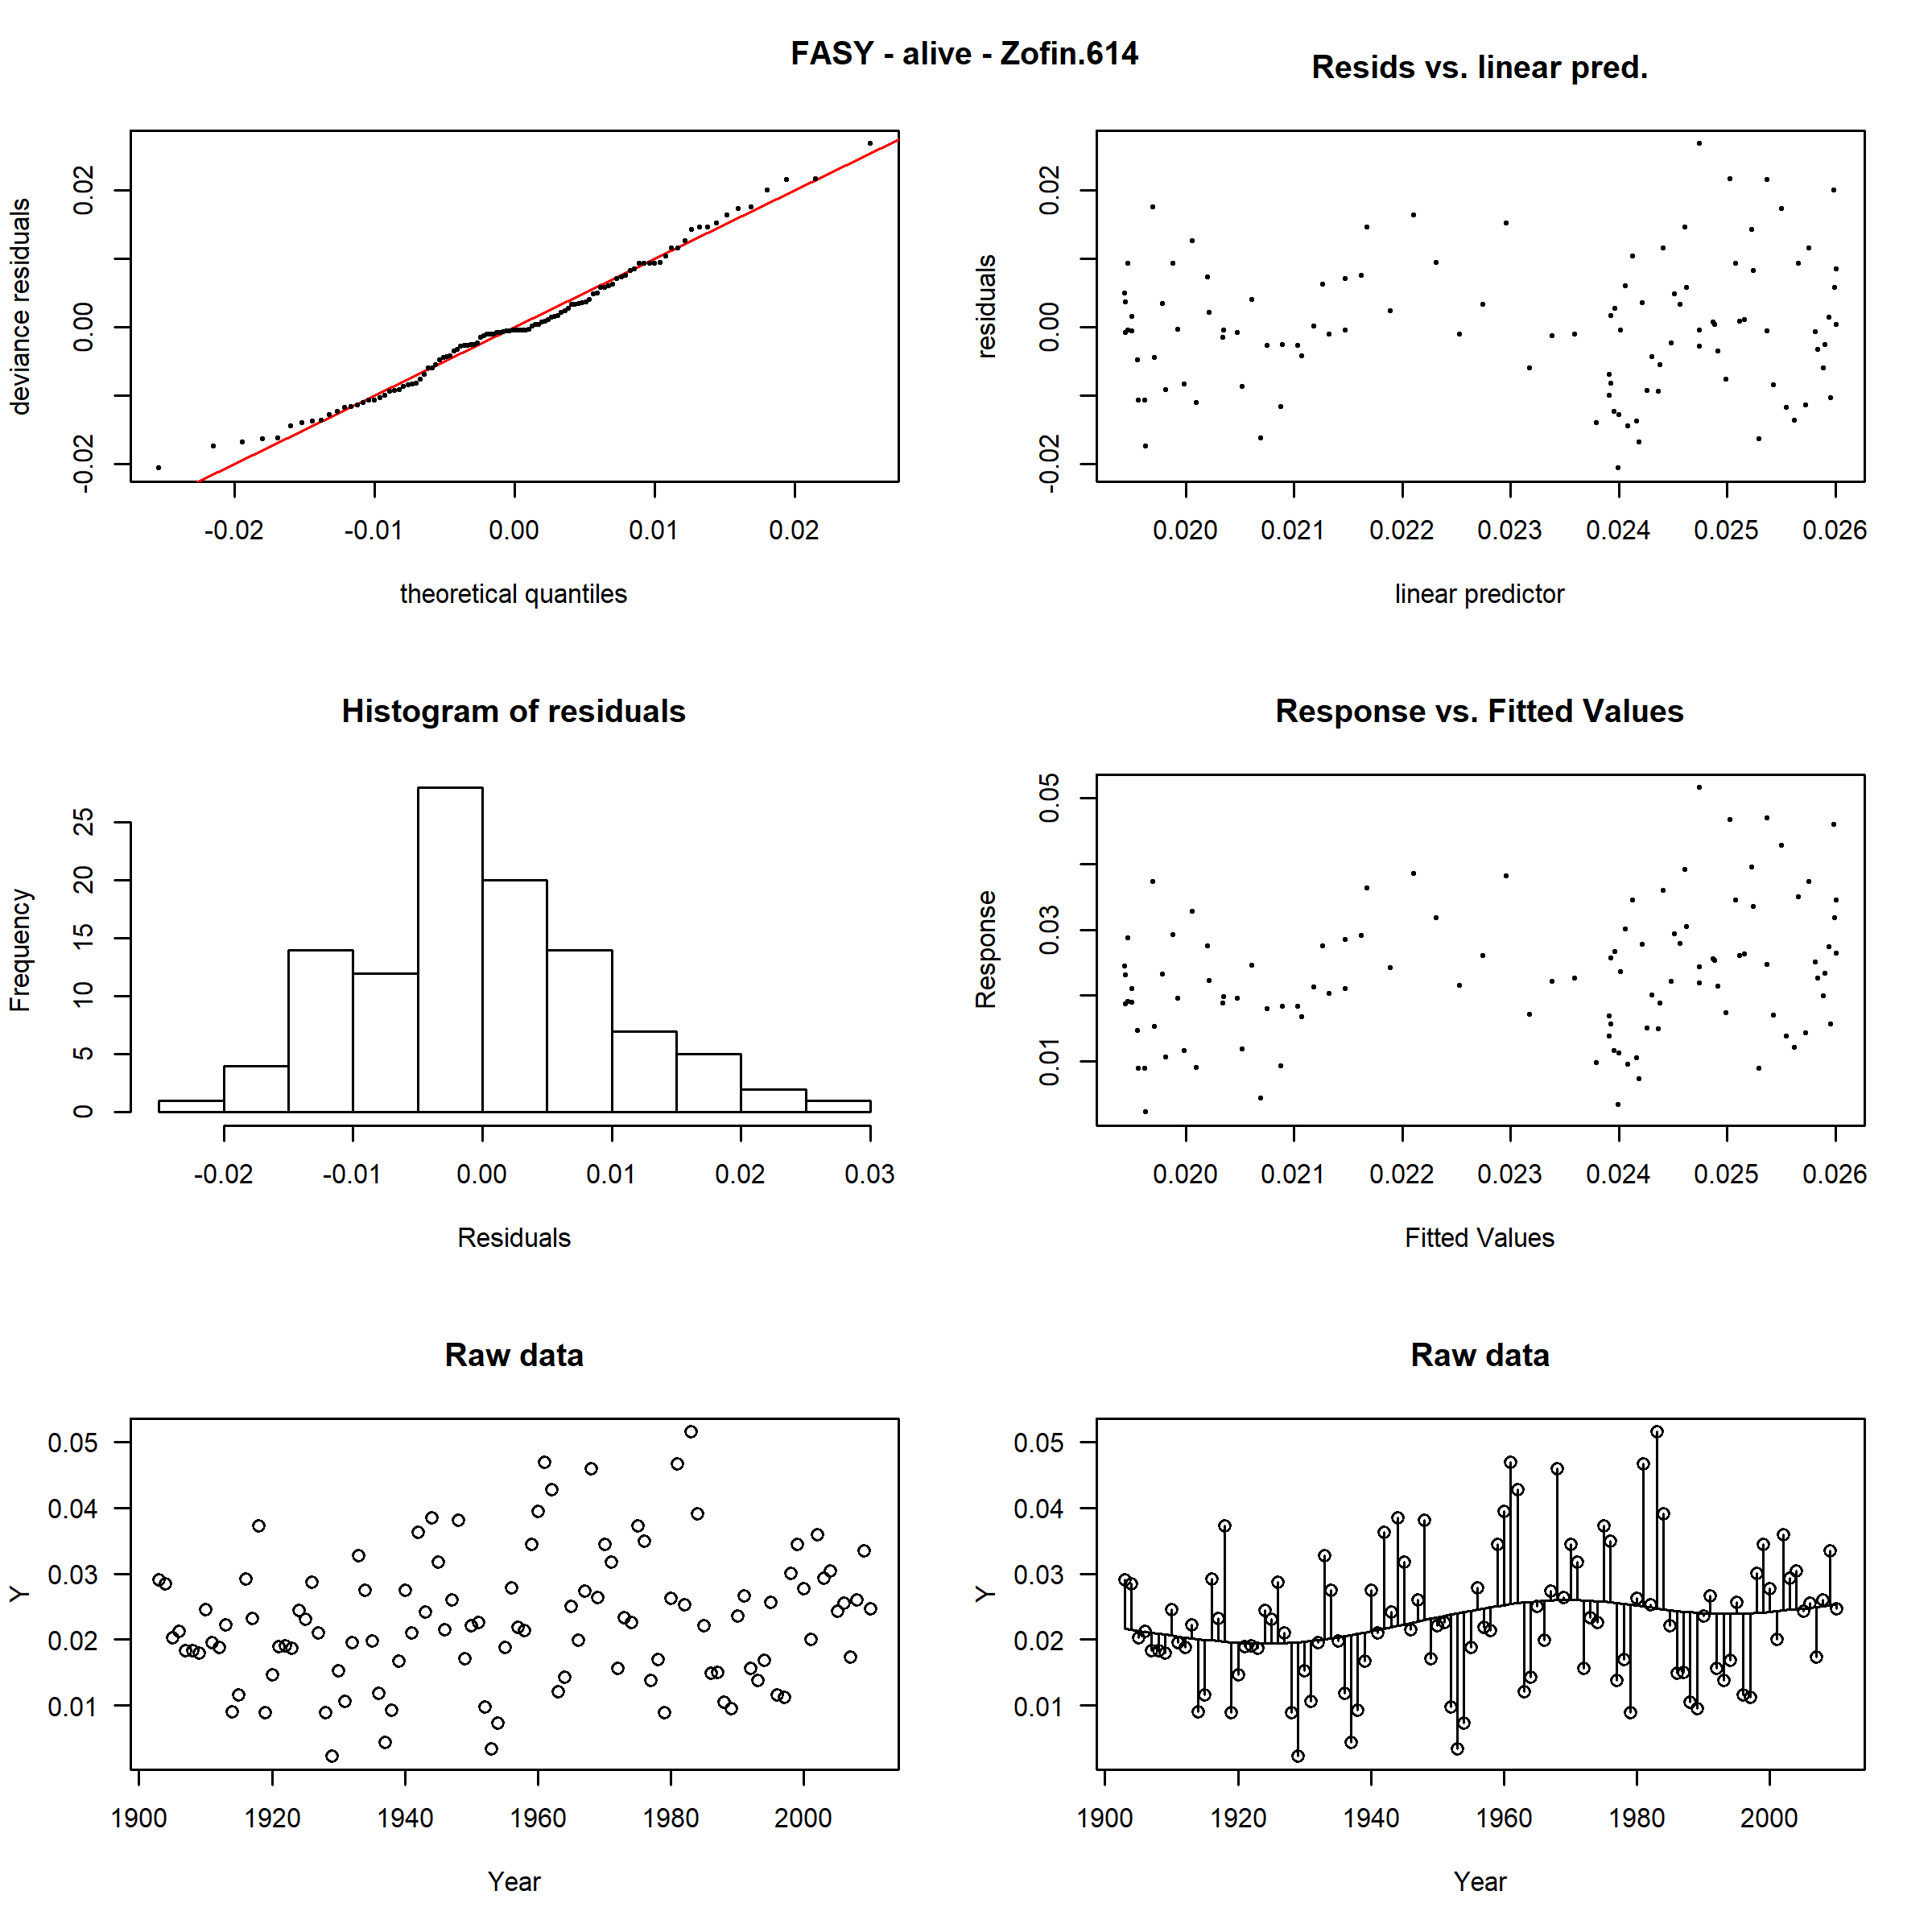 FASY - alive - Zofin.614
Resids vs. linear pred.
deviance residuals
-0.02 0.00 0.02
-0.02 -0.01 0.00 0.01 0.02
theoretical quantiles
residuals
-0.02 0.00 0.02
0.020 0.021 0.022 0.023 0.024 0.025 0.026
linear predictor
Histogram of residuals
Frequency
0 5 10 15 20 25
-0.02 -0.01 0.00 0.01 0.02 0.03
Residuals
Response vs. Fitted Values
Response
0.01 0.03 0.05
0.020 0.021 0.022 0.023 0.024 0.025 0.026
Fitted Values
Raw data
Y
0.05
0.04
0.03
0.02
0.01
1900 1920 1940 1960 1980 2000
Year
Raw data
Y
0.05
0.04
0.03
0.02
0.01
1900 1920 1940 1960 1980 2000
Year